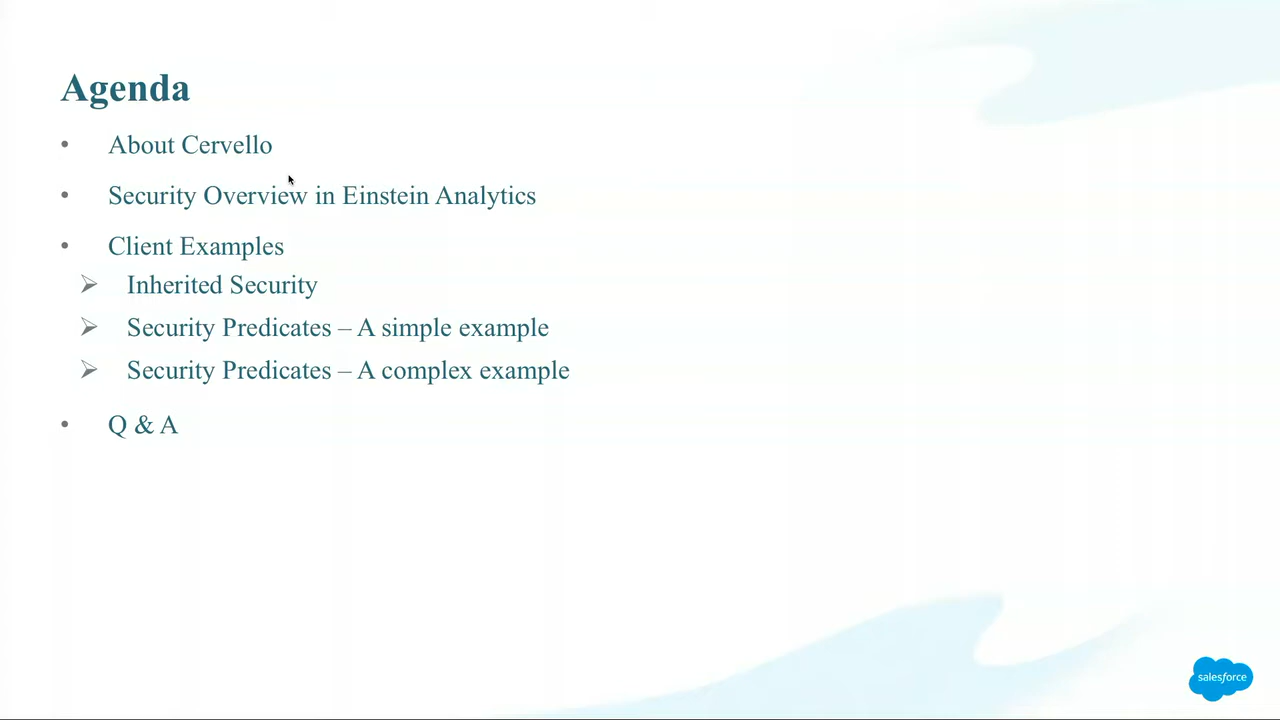 Agenda
• About Cervello
• Security Overview in Einstein Analytics
• Client Examples
➢ Inherited Security
➢ Security Predicates – A simple example
➢ Security Predicates – A complex example
• Q & A
salesforce